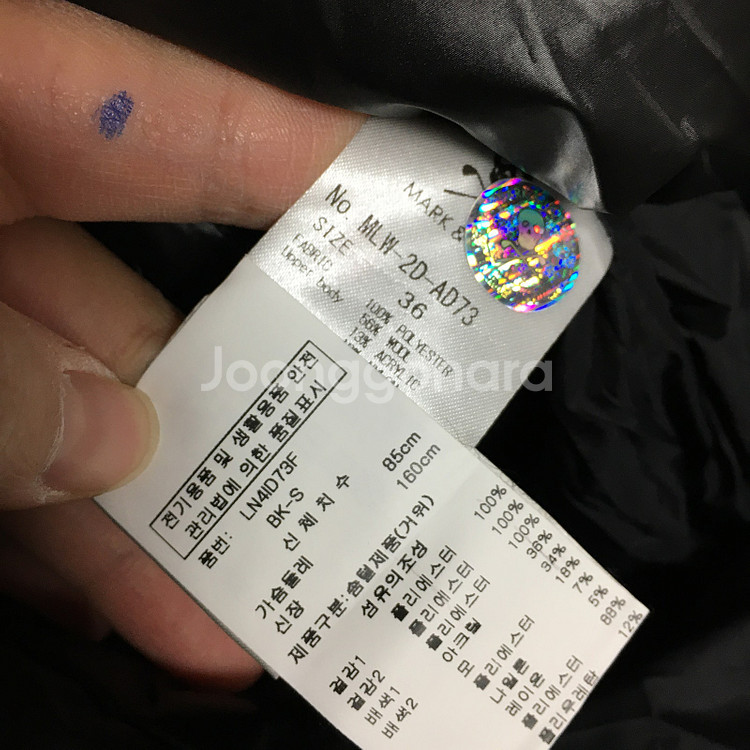 MARK &
No. MLW-2D-AD73
SIZE 36
FABRIC
Upper body 100% POLYESTER
56% WOOL
13% ACRYLIC
Joonggonara
전기용품 및 생활용품 안전
관리법에 의한 품질표시
품번: LN4ID73F
BK-S
신체치수
가슴둘레 85cm
신장 160cm
제품구분:솜털제품(거위)
섬유의조성
겉감1 폴리에스터 100%
겉감2 폴리에스터 100%
배색1 폴리에스터 100%
배색2 아크릴 36%
모 34%
폴리에스터 18%
나일론 7%
레이온 5%
폴리에스터 88%
폴리우레탄 12%